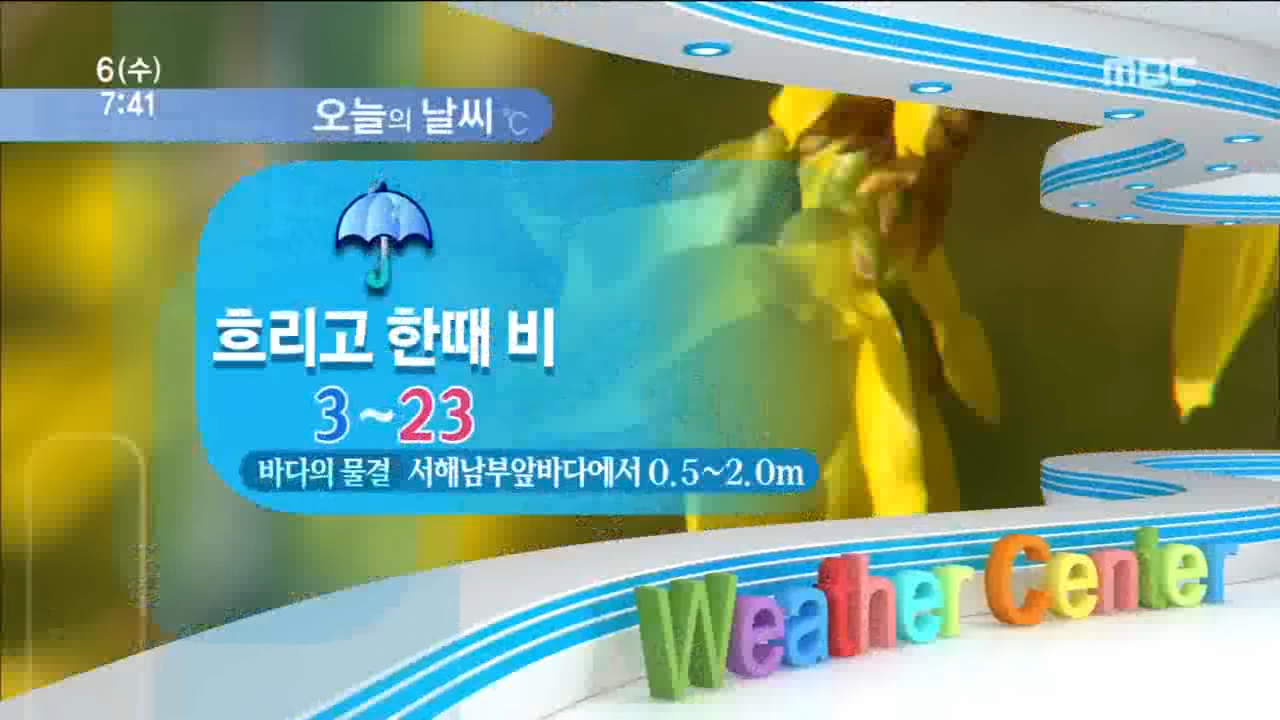 6(수)
7:41
오늘의 날씨 ℃
MBC
흐리고 한때 비
3~23
바다의 물결 서해남부앞바다에서 0.5~2.0m
Weather Center